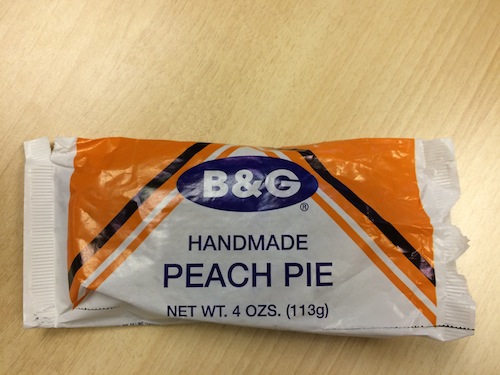 B&G
®
HANDMADE
PEACH PIE
NET WT. 4 OZS. (113g)